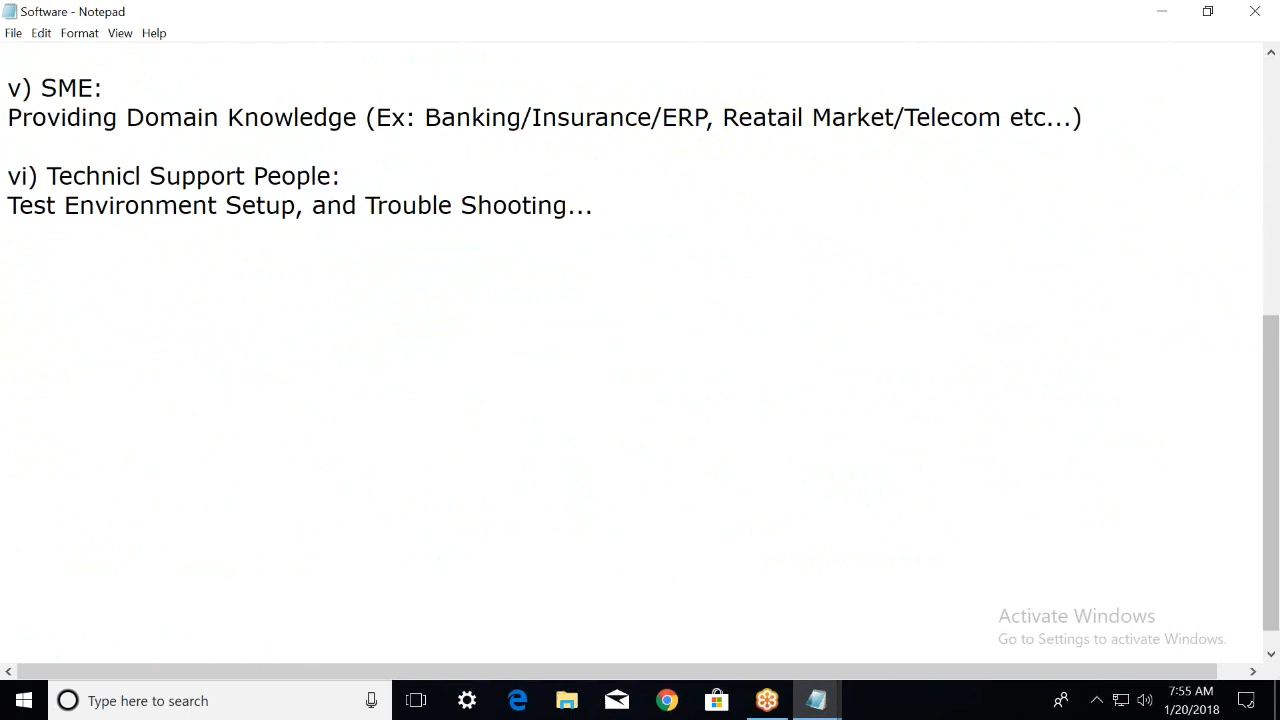 Software - Notepad
File Edit Format View Help
v) SME:
Providing Domain Knowledge (Ex: Banking/Insurance/ERP, Reatail Market/Telecom etc...)
vi) Technicl Support People:
Test Environment Setup, and Trouble Shooting...
Activate Windows
Go to Settings to activate Windows.
Type here to search
7:55 AM
1/20/2018